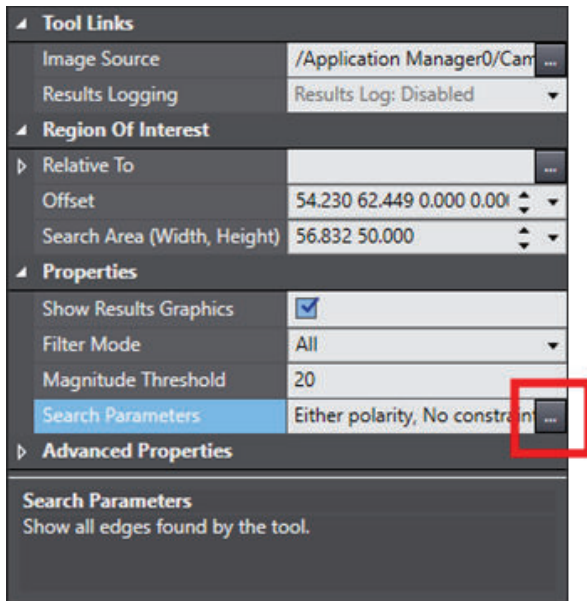 Tool Links
Image Source /Application Manager0/Cam ...
Results Logging Results Log: Disabled
Region Of Interest
Relative To ...
Offset 54.230 62.449 0.000 0.00
Search Area (Width, Height) 56.832 50.000
Properties
Show Results Graphics
Filter Mode All
Magnitude Threshold 20
Search Parameters Either polarity, No constrain ...
Advanced Properties
Search Parameters
Show all edges found by the tool.